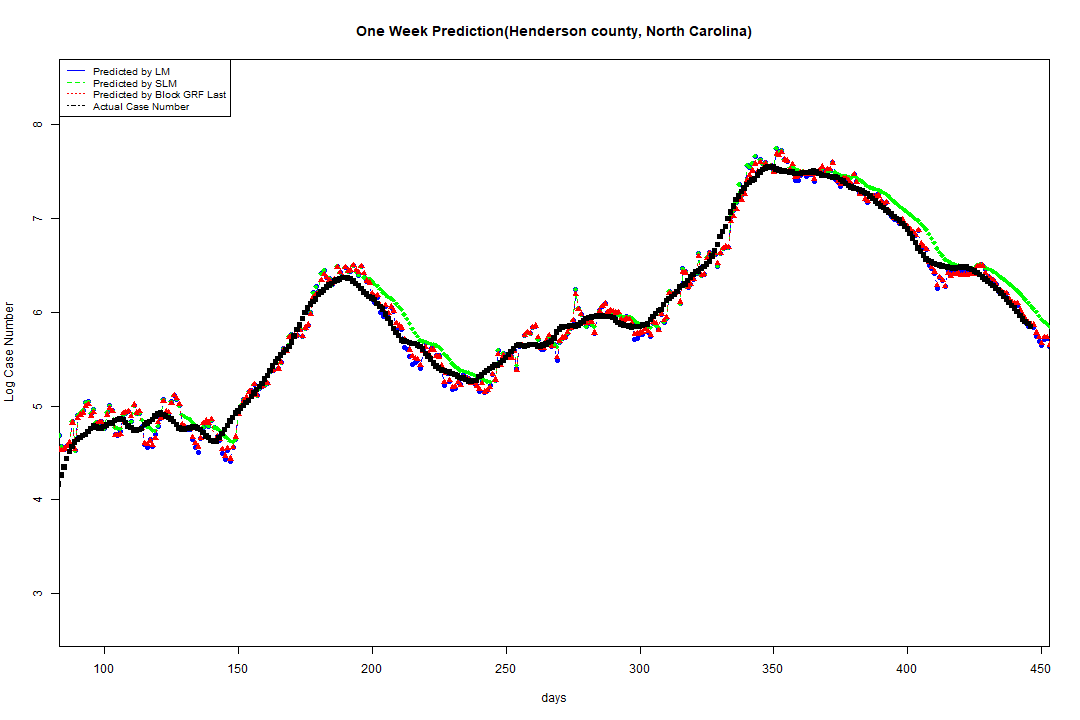 One Week Prediction(Henderson county, North Carolina)
Predicted by LM
Predicted by SLM
Predicted by Block GRF Last
Actual Case Number
8
7
6
5
4
3
Log Case Number
100 150 200 250 300 350 400 450
days